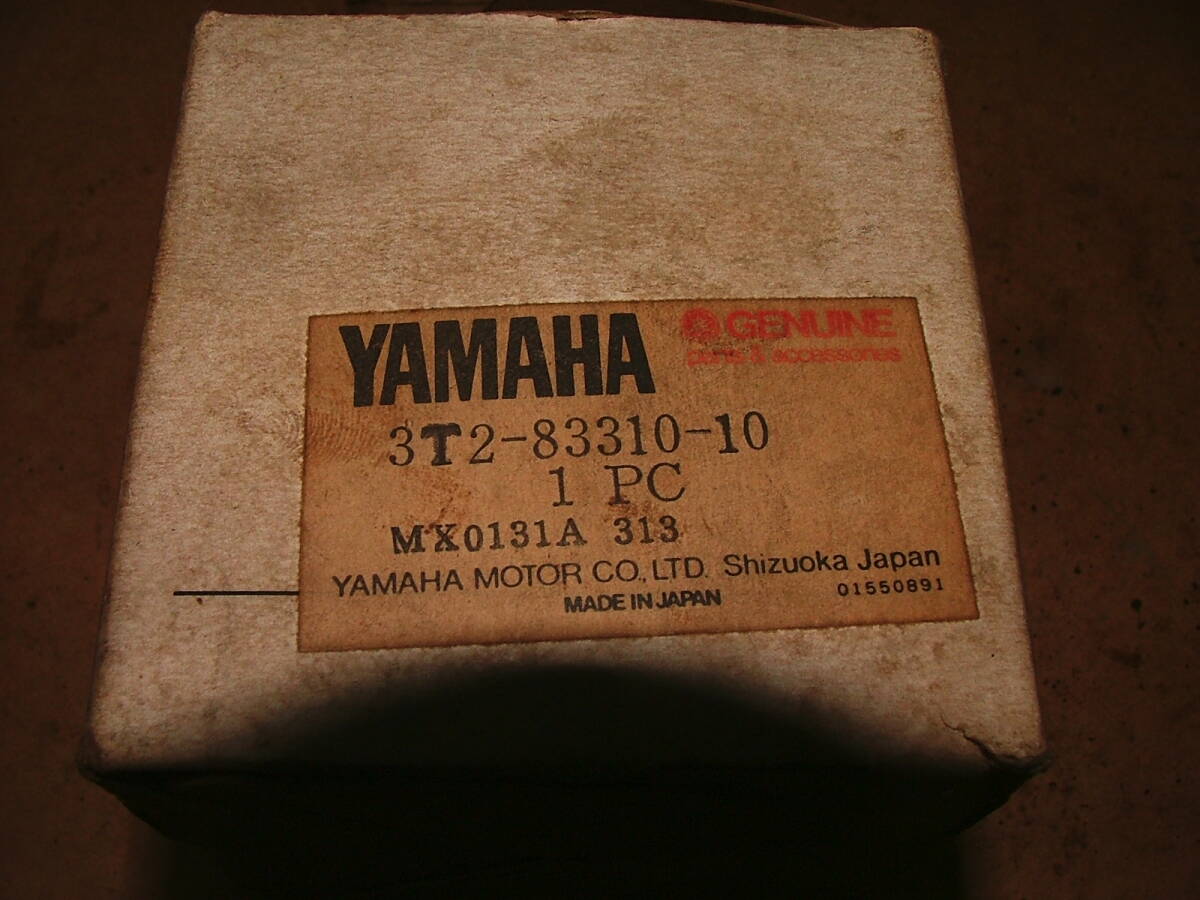 YAMAHA
GENUINE
parts & accessories
3T2-83310-10
1 PC
MX0131A 313
YAMAHA MOTOR CO., LTD. Shizuoka Japan
MADE IN JAPAN
01550891